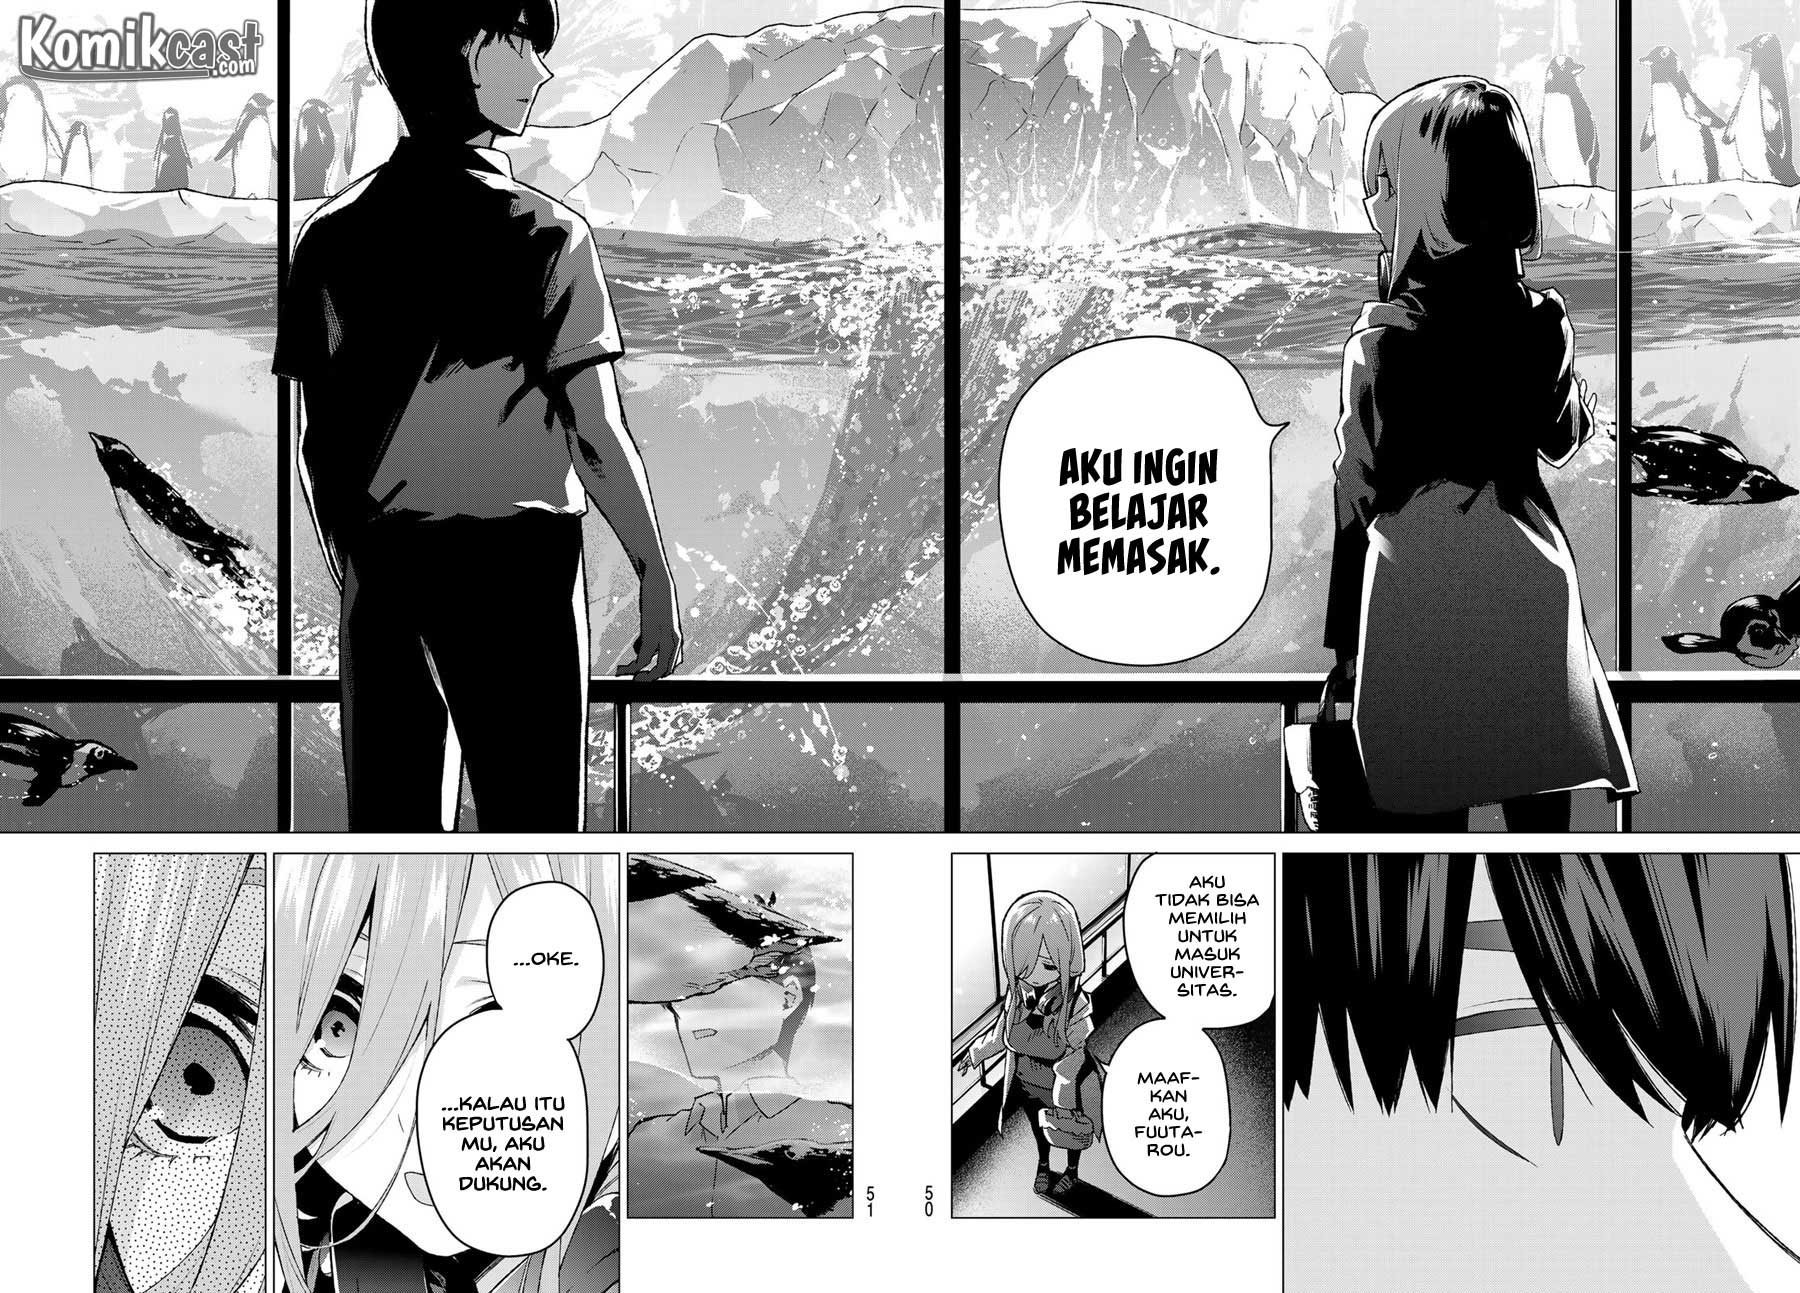 Komikcast
.com
AKU INGIN
BELAJAR
MEMASAK.
AKU
TIDAK BISA
MEMILIH
UNTUK
MASUK
UNIVER-
SITAS.
MAAF-
KAN
AKU,
FUUTA-
ROU.
50
51
...OKE.
...KALAU ITU
KEPUTUSAN
MU, AKU
AKAN
DUKUNG.